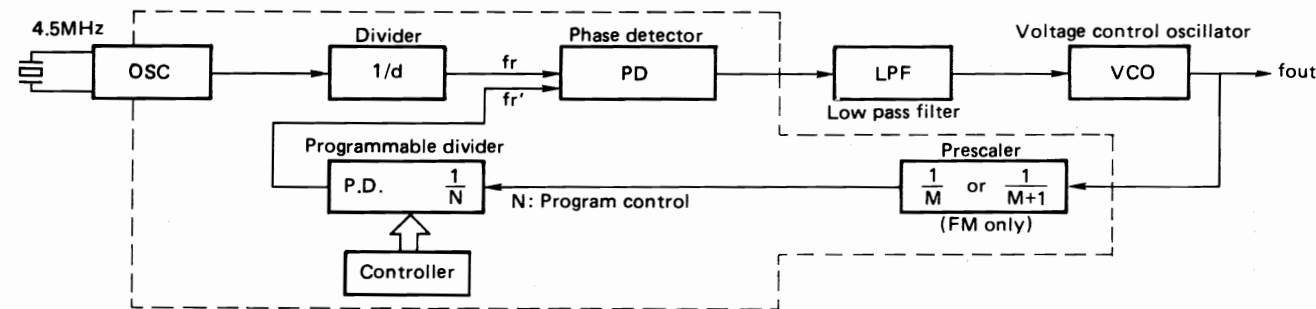 4.5MHz
OSC
Divider
1/d
fr
fr'
Phase detector
PD
LPF
Low pass filter
Voltage control oscillator
VCO
fout
Programmable divider
P.D. 1/N
N: Program control
Prescaler
1/M or 1/M+1
(FM only)
Controller